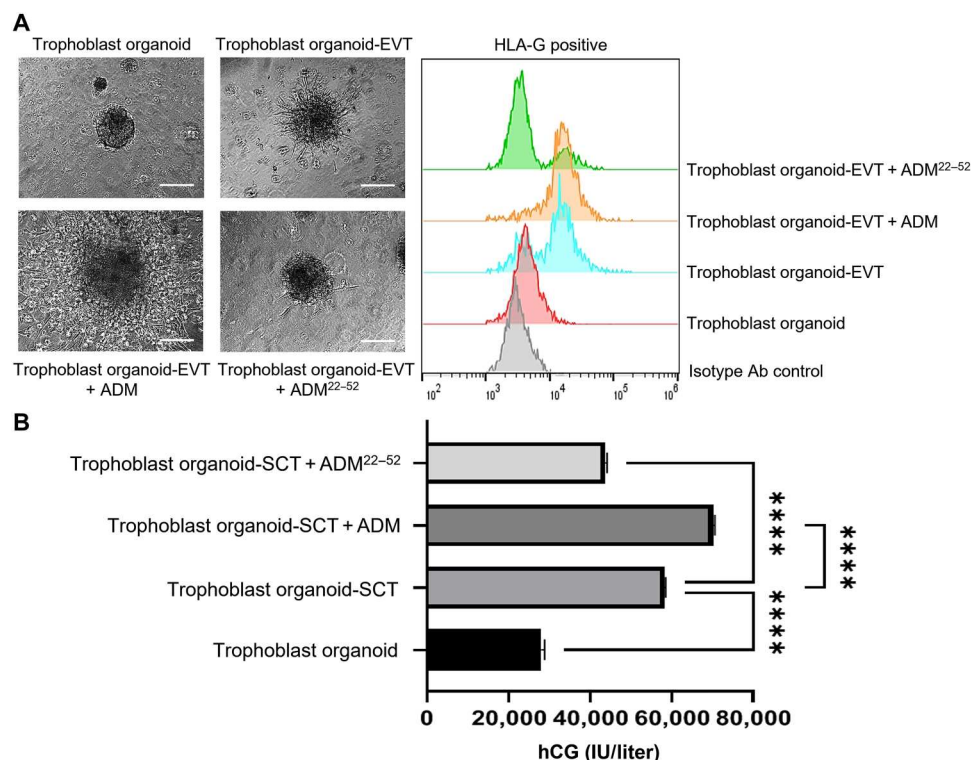 A
Trophoblast organoid
Trophoblast organoid-EVT
HLA-G positive
Trophoblast organoid-EVT
+ ADM
Trophoblast organoid-EVT
+ ADM²²⁻⁵²
Trophoblast organoid-EVT + ADM²²⁻⁵²
Trophoblast organoid-EVT + ADM
Trophoblast organoid-EVT
Trophoblast organoid
Isotype Ab control
10² 10³ 10⁴ 10⁵ 10⁶
B
Trophoblast organoid-SCT + ADM²²⁻⁵²
Trophoblast organoid-SCT + ADM
Trophoblast organoid-SCT
Trophoblast organoid
****
****
****
0 20,000 40,000 60,000 80,000
hCG (IU/liter)